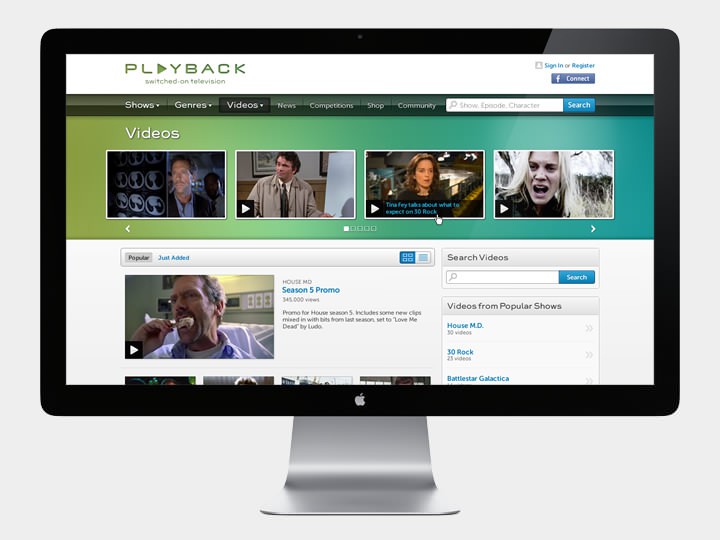 PLAYBACK
switched-on television
Sign In or Register
f Connect
Shows
Genres
Videos
News
Competitions
Shop
Community
Show, Episode, Character
Search
Videos
Tina Fey talks about what to
expect on 30 Rock
Popular
Just Added
Search Videos
Search
HOUSE MD
Season 5 Promo
345,000 views
Promo for House season 5. Includes some new clips
mixed in with bits from last season, set to "Love Me
Dead" by Ludo.
Videos from Popular Shows
House M.D.
30 videos
30 Rock
23 videos
Battlestar Galactica